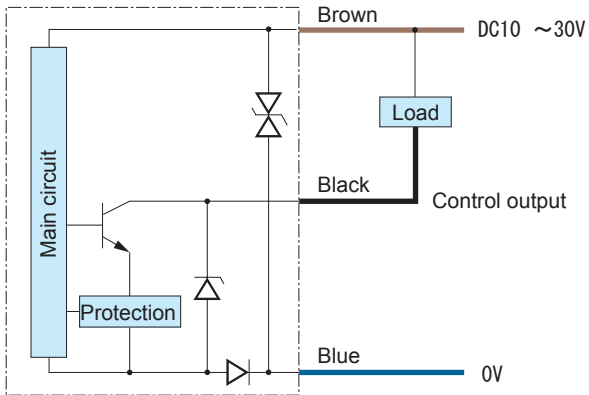 Brown
DC10 ～30V
Load
Black
Control output
Main circuit
Protection
Blue
0V